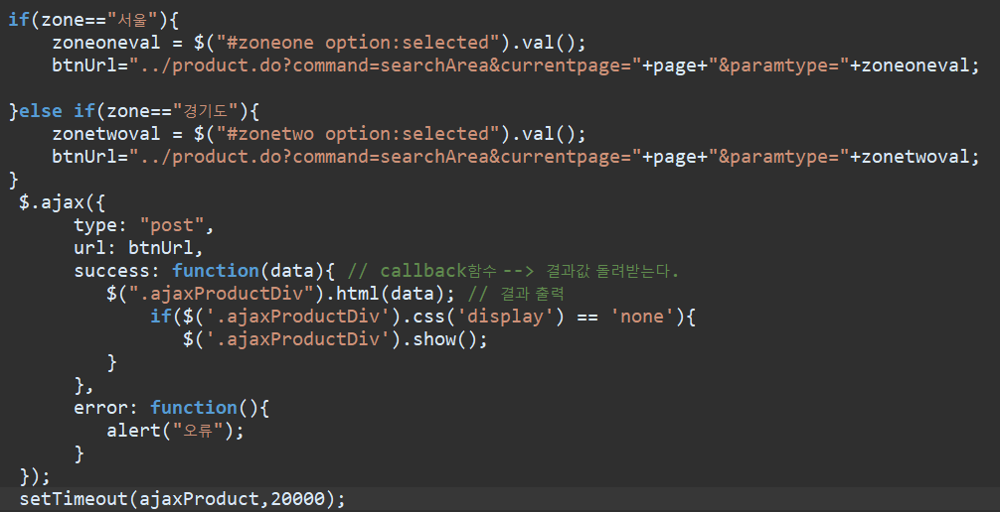 if(zone=="서울"){
zoneoneval = $("#zoneone option:selected").val();
btnUrl="../product.do?command=searchArea&currentpage="+page+"&paramtype="+zoneoneval;
}else if(zone=="경기도"){
zonetwoval = $("#zonetwo option:selected").val();
btnUrl="../product.do?command=searchArea&currentpage="+page+"&paramtype="+zonetwoval;
}
$.ajax({
type: "post",
url: btnUrl,
success: function(data){ // callback함수 --> 결과값 돌려받는다.
$(".ajaxProductDiv").html(data); // 결과 출력
if($('.ajaxProductDiv').css('display') == 'none'){
$('.ajaxProductDiv').show();
}
},
error: function(){
alert("오류");
}
});
setTimeout(ajaxProduct,20000);